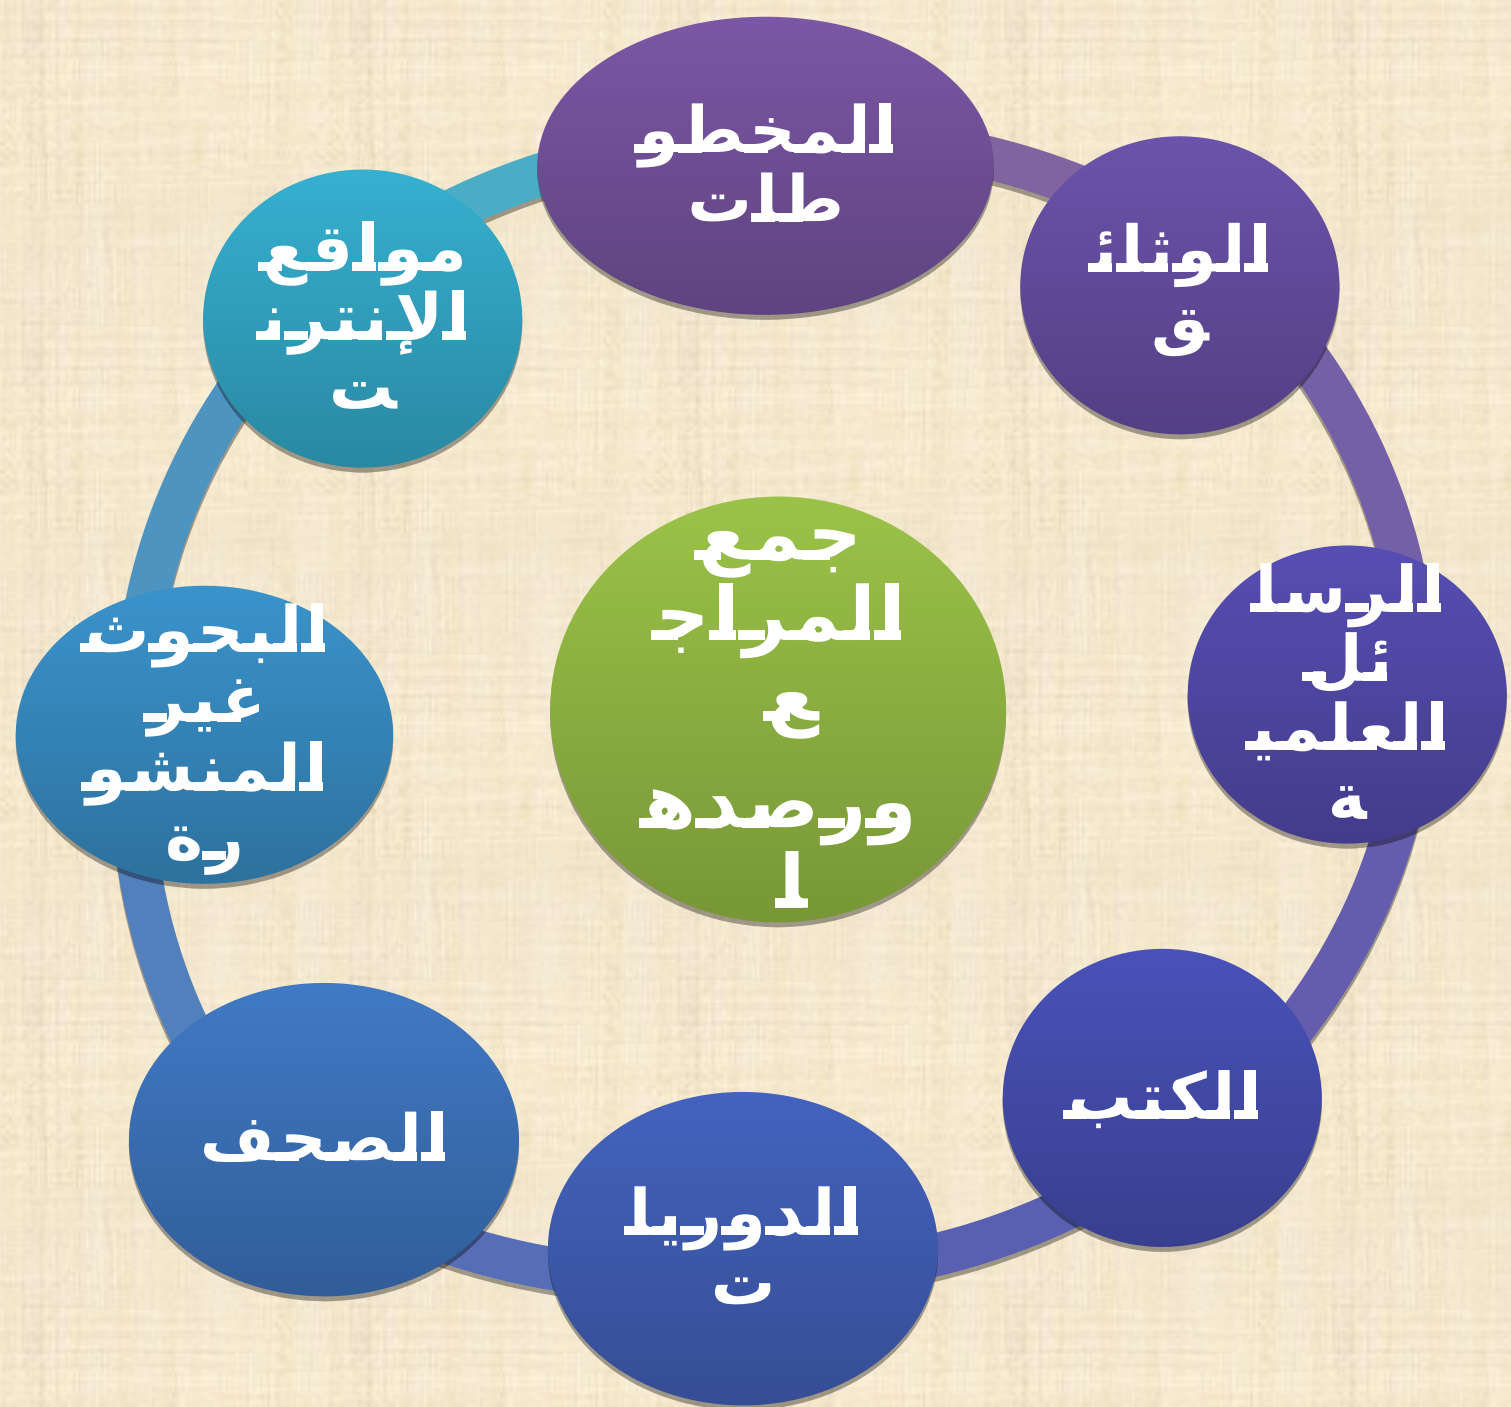 المخطو
طات
الوثائ
ق
الرسا
ئل
العلمي
ة
الكتب
الدوريا
ت
الصحف
البحوث
غير
المنشو
رة
مواقع
الإنترن
ت
جمع
المراج
ع
ورصده
ا